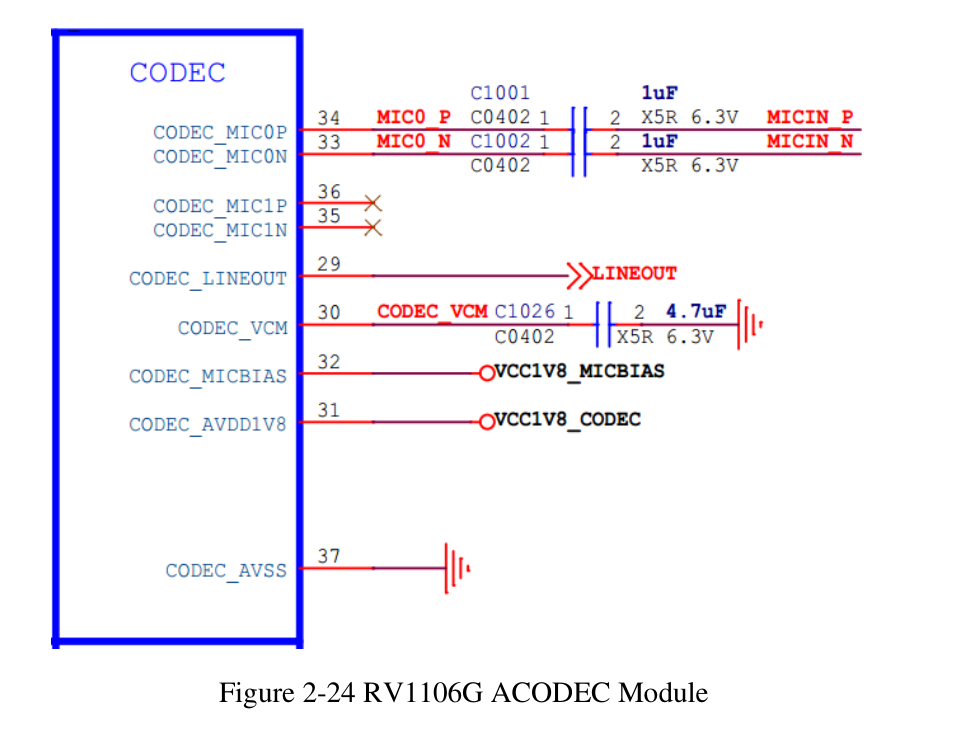 CODEC
C1001 1uF
34 MIC0_P C0402 1 2 X5R 6.3V MICIN_P
CODEC_MIC0P
33 MIC0_N C1002 1 2 1uF MICIN_N
CODEC_MIC0N C0402 X5R 6.3V
36
CODEC_MIC1P
35
CODEC_MIC1N
29
CODEC_LINEOUT LINEOUT
30 CODEC_VCM C1026 1 2 4.7uF
CODEC_VCM C0402 X5R 6.3V
32
CODEC_MICBIAS VCC1V8_MICBIAS
31
CODEC_AVDD1V8 VCC1V8_CODEC
37
CODEC_AVSS
Figure 2-24 RV1106G ACODEC Module